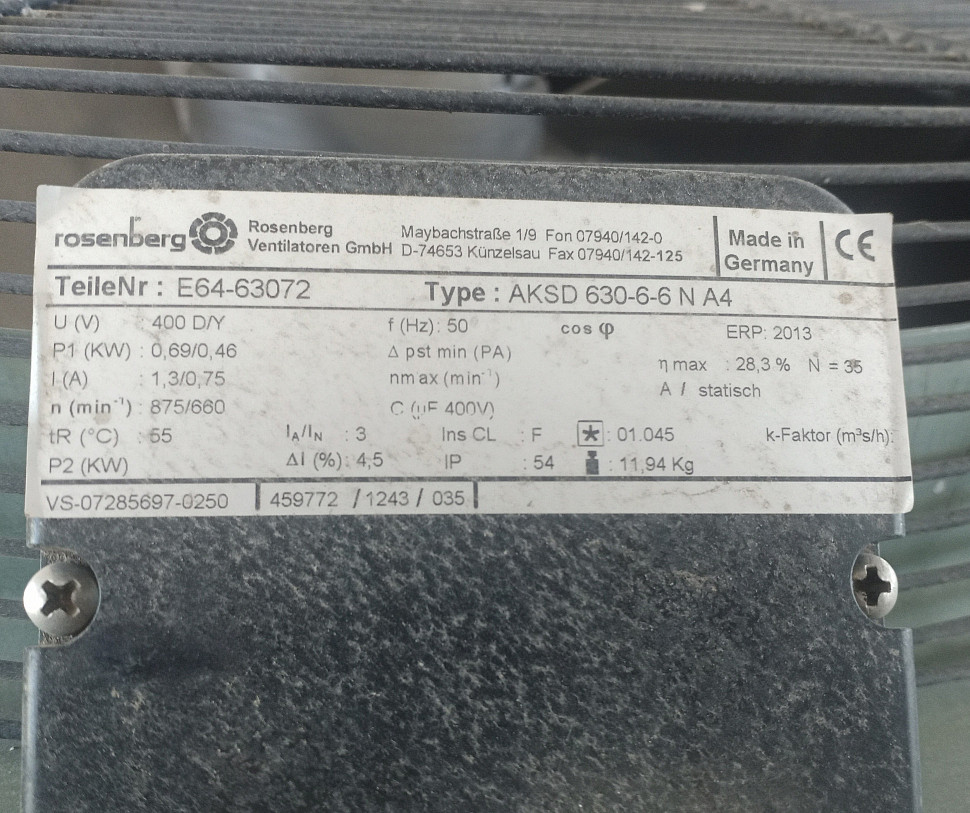 rosenberg
Rosenberg
Ventilatoren GmbH
Maybachstraße 1/9 Fon 07940/142-0
D-74653 Künzelsau Fax 07940/142-125
Made in
Germany
CE
TeileNr : E64-63072 Type : AKSD 630-6-6 N A4
U (V) : 400 D/Y f (Hz): 50 cos φ ERP: 2013
P1 (KW) : 0,69/0,46 Δ pst min (PA) η max : 28,3 % N = 35
I (A) : 1,3/0,75 nmax (min⁻¹) A / statisch
n (min⁻¹) : 875/660 C (µF 400V)
tR (°C) : 55 IA/IN : 3 Ins CL : F * : 01.045 k-Faktor (m³s/h):
P2 (KW) ΔI (%): 4,5 IP : 54 : 11,94 Kg
VS-07285697-0250 459772 / 1243 / 035